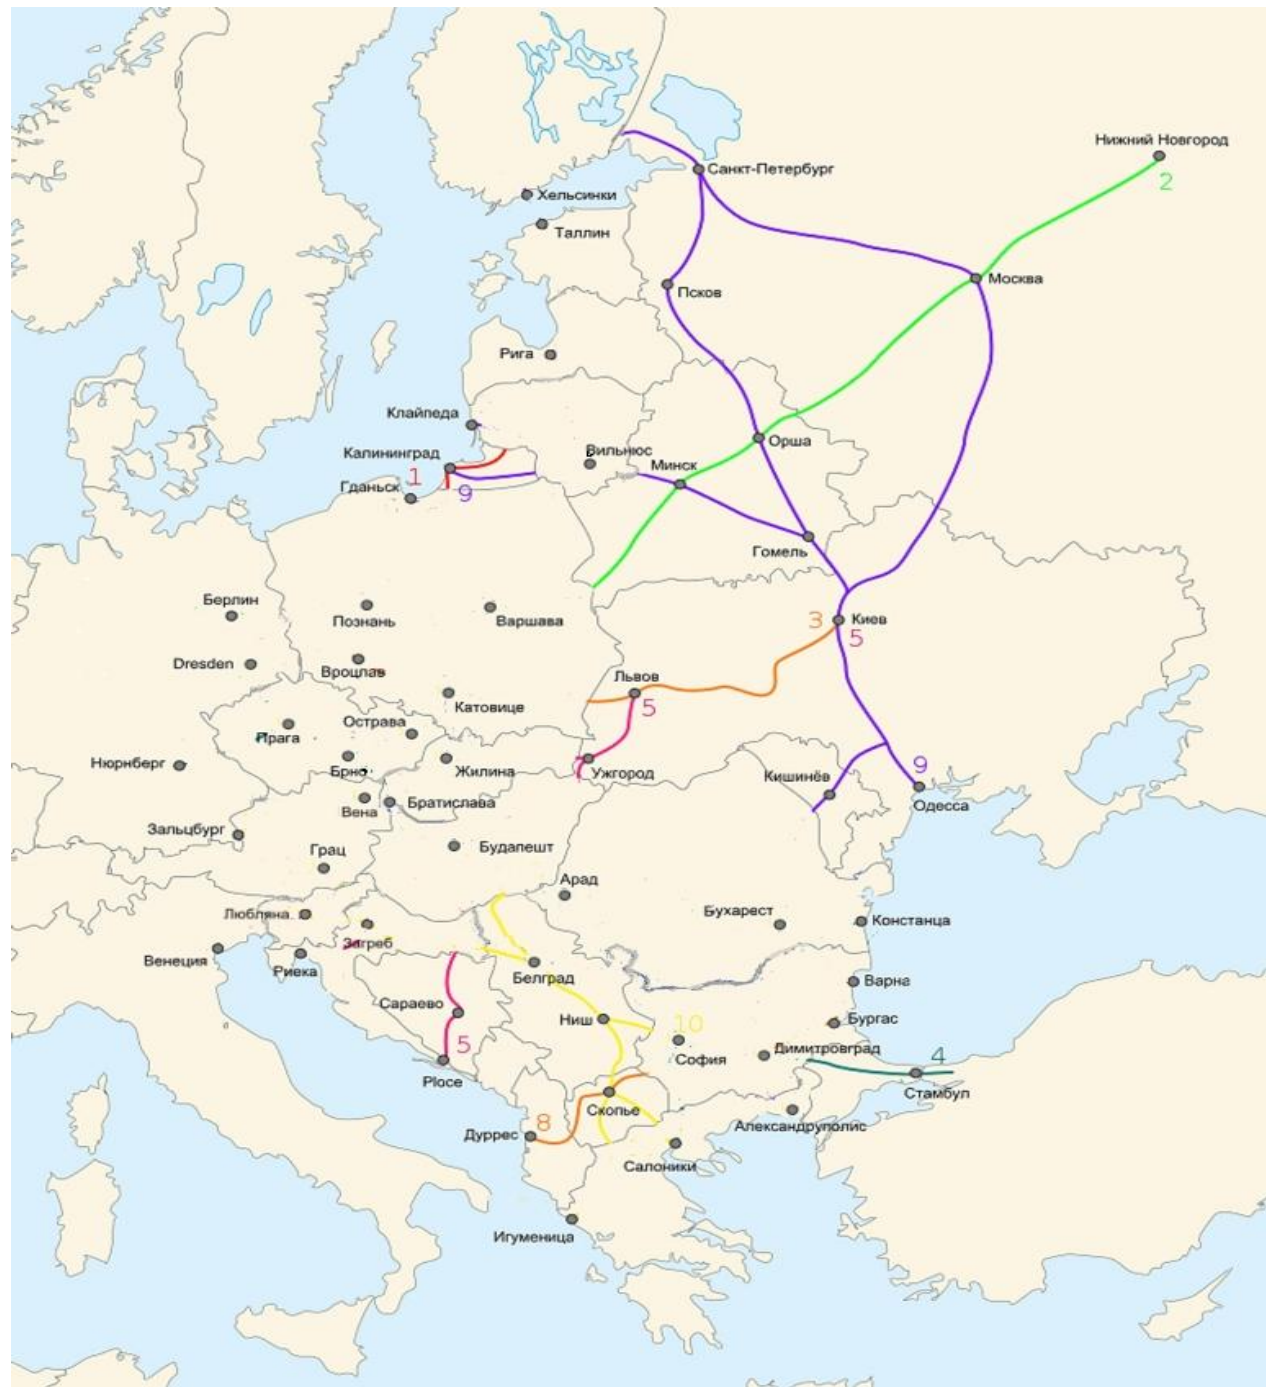 Нижний Новгород
2
Санкт-Петербург
Хельсинки
Таллин
Москва
Псков
Рига
Клайпеда
Орша
Калининград
Вильнюс
Минск
1
Гданьск
9
Гомель
Берлин
Познань
Варшава
3
Киев
5
Dresden
Вроцлав
Львов
5
Катовице
Острава
Прага
Нюрнберг
Брно
Жилина
7
Ужгород
9
Кишинёв
Одесса
Вена
Братислава
Зальцбург
Грац
Будапешт
Арад
Любляна
Бухарест
Констанца
Загреб
Венеция
Риека
Белград
Варна
Сараево
Ниш
10
Бургас
5
София
Димитровград
4
Ploce
Стамбул
Скопье
8
Дуррес
Александруполис
Салоники
Игуменица